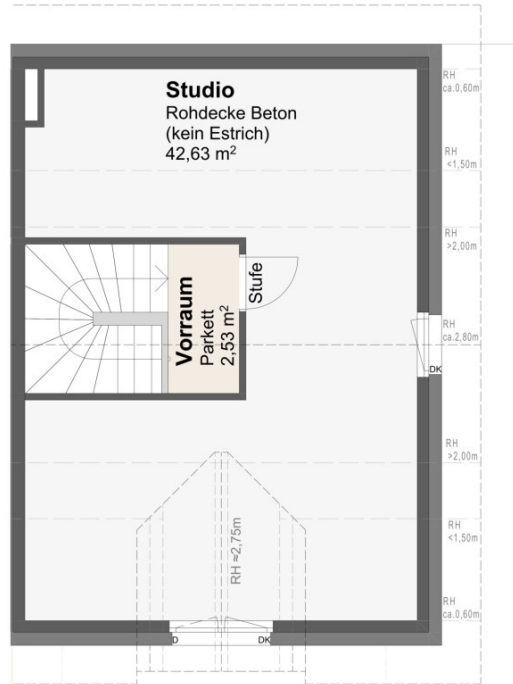 Studio
Rohdecke Beton
(kein Estrich)
42,63 m²
RH
ca.0,60m
RH
<1,50m
RH
>2,00m
Vorraum
Parkett
2,53 m²
Stufe
RH
ca.2,80m
DK
RH
>2,00m
RH ≈2,75m
RH
<1,50m
RH
ca.0,60m
D
DK